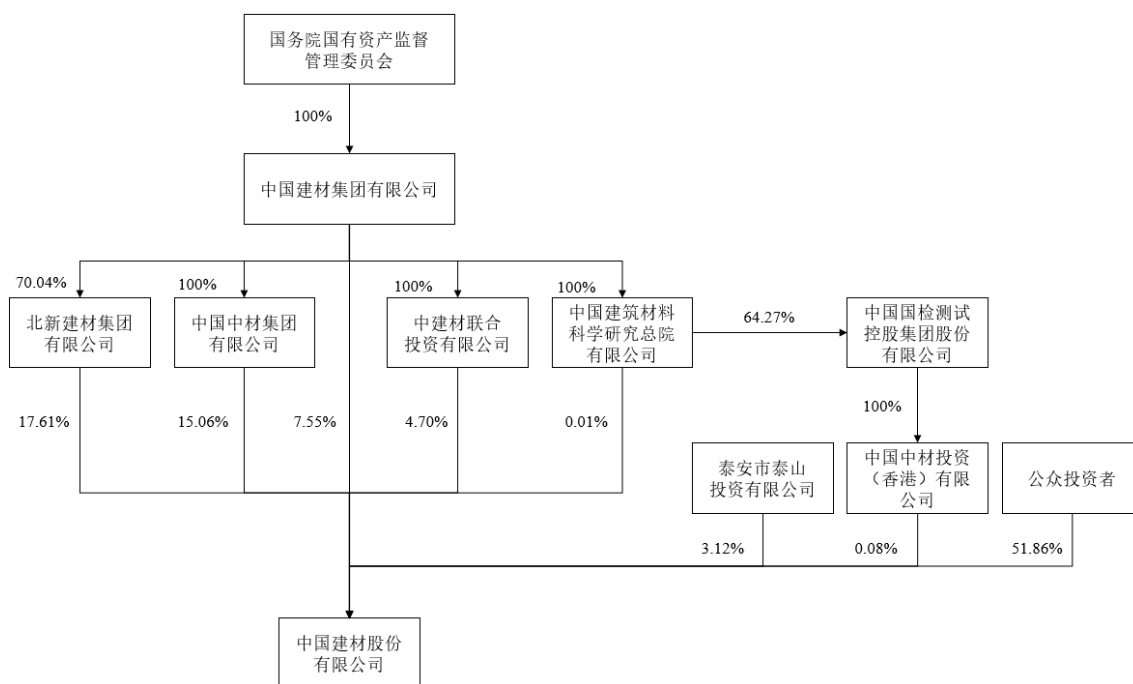 国务院国有资产监督
管理委员会
100%
中国建材集团有限公司
70.04%
100%
100%
100%
北新建材集团
有限公司
中国中材集团
有限公司
中建材联合
投资有限公司
中国建筑材料
科学研究总院
有限公司
64.27%
中国国检测试
控股集团股份
有限公司
17.61%
15.06%
7.55%
4.70%
0.01%
100%
泰安市泰山
投资有限公司
中国中材投资
（香港）有限
公司
公众投资者
3.12%
0.08%
51.86%
中国建材股份
有限公司